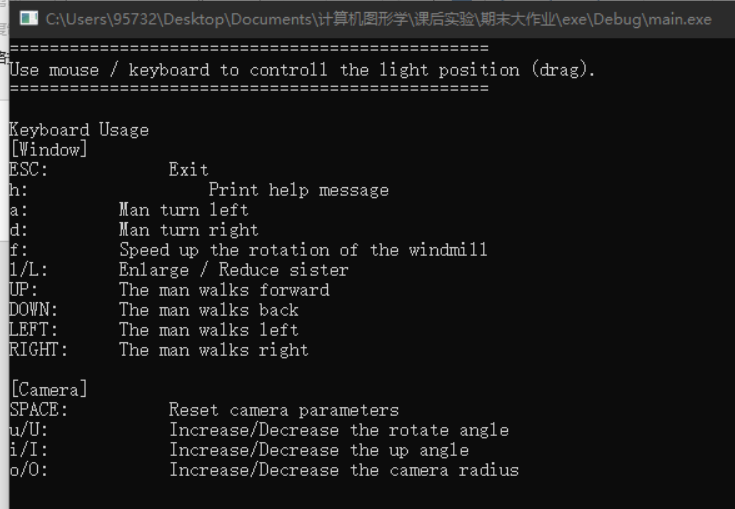 C:\Users\95732\Desktop\Documents\计算机图形学\课后实验\期末大作业\exe\Debug\main.exe
================================================
Use mouse / keyboard to controll the light position (drag).
================================================
Keyboard Usage
[Window]
ESC: Exit
h: Print help message
a: Man turn left
d: Man turn right
f: Speed up the rotation of the windmill
l/L: Enlarge / Reduce sister
UP: The man walks forward
DOWN: The man walks back
LEFT: The man walks left
RIGHT: The man walks right
[Camera]
SPACE: Reset camera parameters
u/U: Increase/Decrease the rotate angle
i/I: Increase/Decrease the up angle
o/O: Increase/Decrease the camera radius